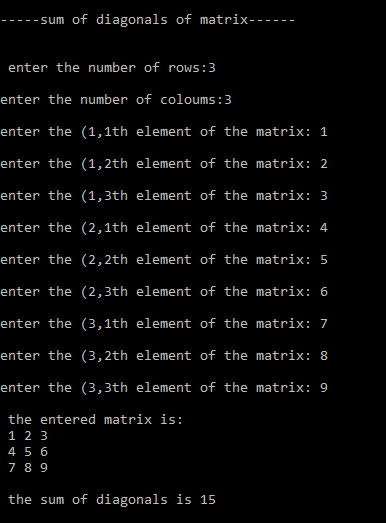 -----sum of diagonals of matrix------
enter the number of rows:3
enter the number of coloums:3
enter the (1,1th element of the matrix: 1
enter the (1,2th element of the matrix: 2
enter the (1,3th element of the matrix: 3
enter the (2,1th element of the matrix: 4
enter the (2,2th element of the matrix: 5
enter the (2,3th element of the matrix: 6
enter the (3,1th element of the matrix: 7
enter the (3,2th element of the matrix: 8
enter the (3,3th element of the matrix: 9
the entered matrix is:
1 2 3
4 5 6
7 8 9
the sum of diagonals is 15